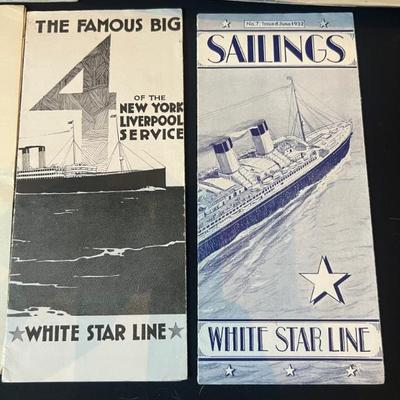 THE FAMOUS BIG
4
OF THE
NEW YORK
LIVERPOOL
SERVICE
WHITE STAR LINE
No. 7. Issued June 1932
SAILINGS
WHITE STAR LINE